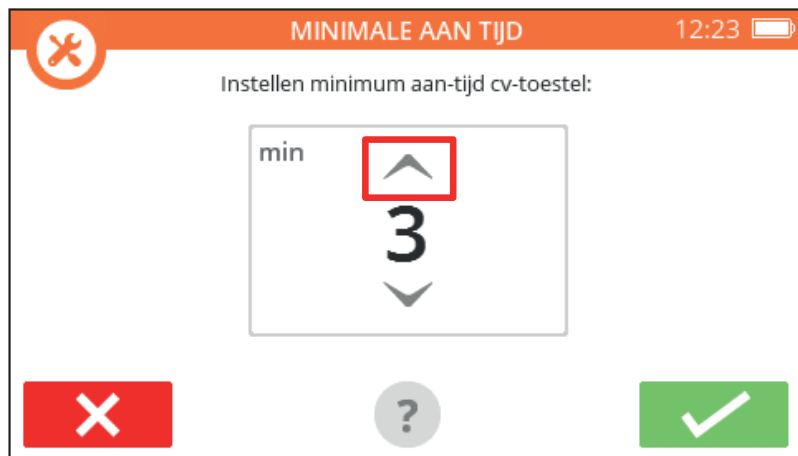 MINIMALE AAN TIJD
12:23
Instellen minimum aan-tijd cv-toestel:
min
3
?